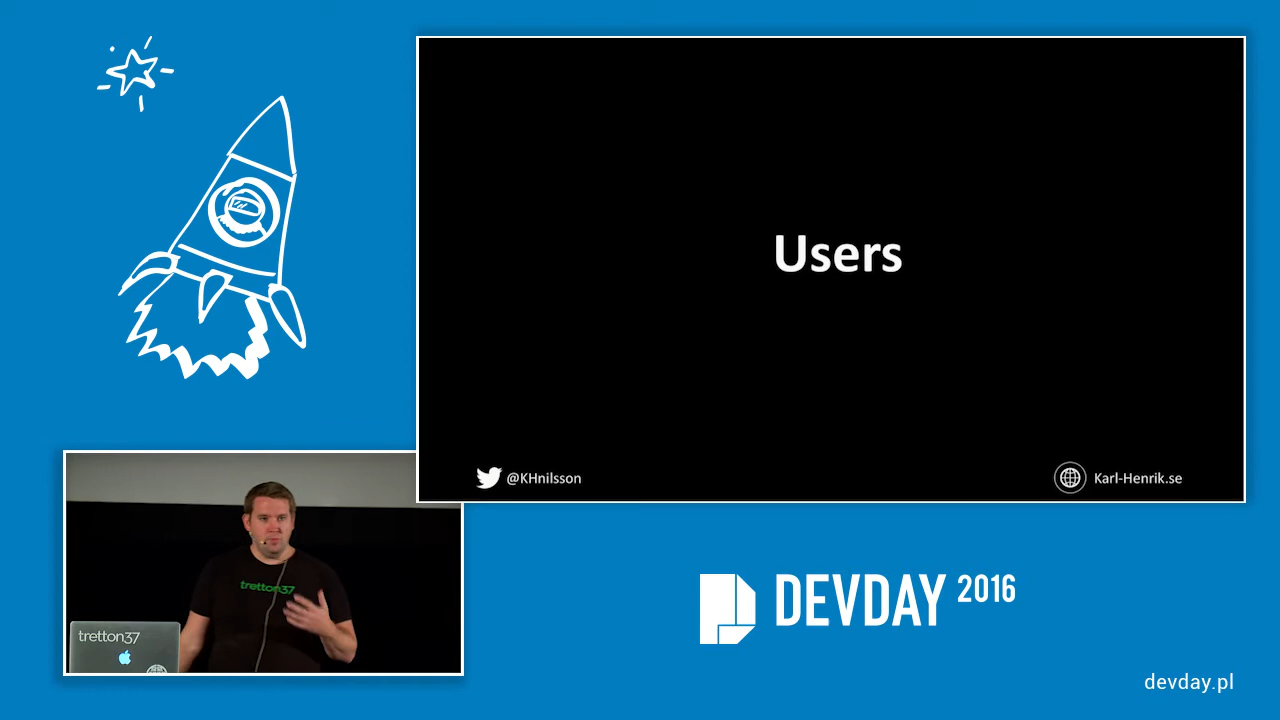 Users
@KHnilsson
Karl-Henrik.se
tretton37
tretton37
DEVDAY 2016
devday.pl